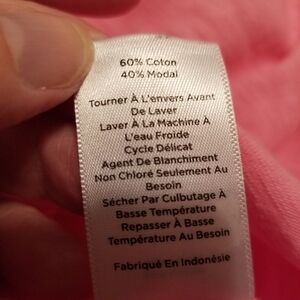 60% Coton
40% Modal
Tourner À L'envers Avant
De Laver
Laver À La Machine À
L'eau Froide
Cycle Délicat
Agent De Blanchiment
Non Chloré Seulement Au
Besoin
Sécher Par Culbutage À
Basse Température
Repasser À Basse
Température Au Besoin
Fabriqué En Indonésie